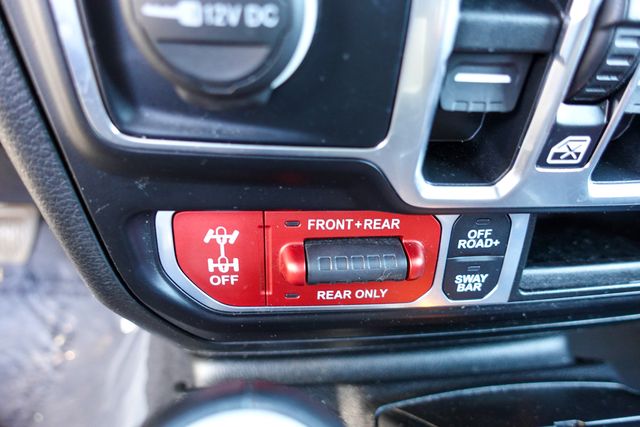 12V DC
FRONT+REAR
OFF
REAR ONLY
OFF
ROAD+
SWAY
BAR